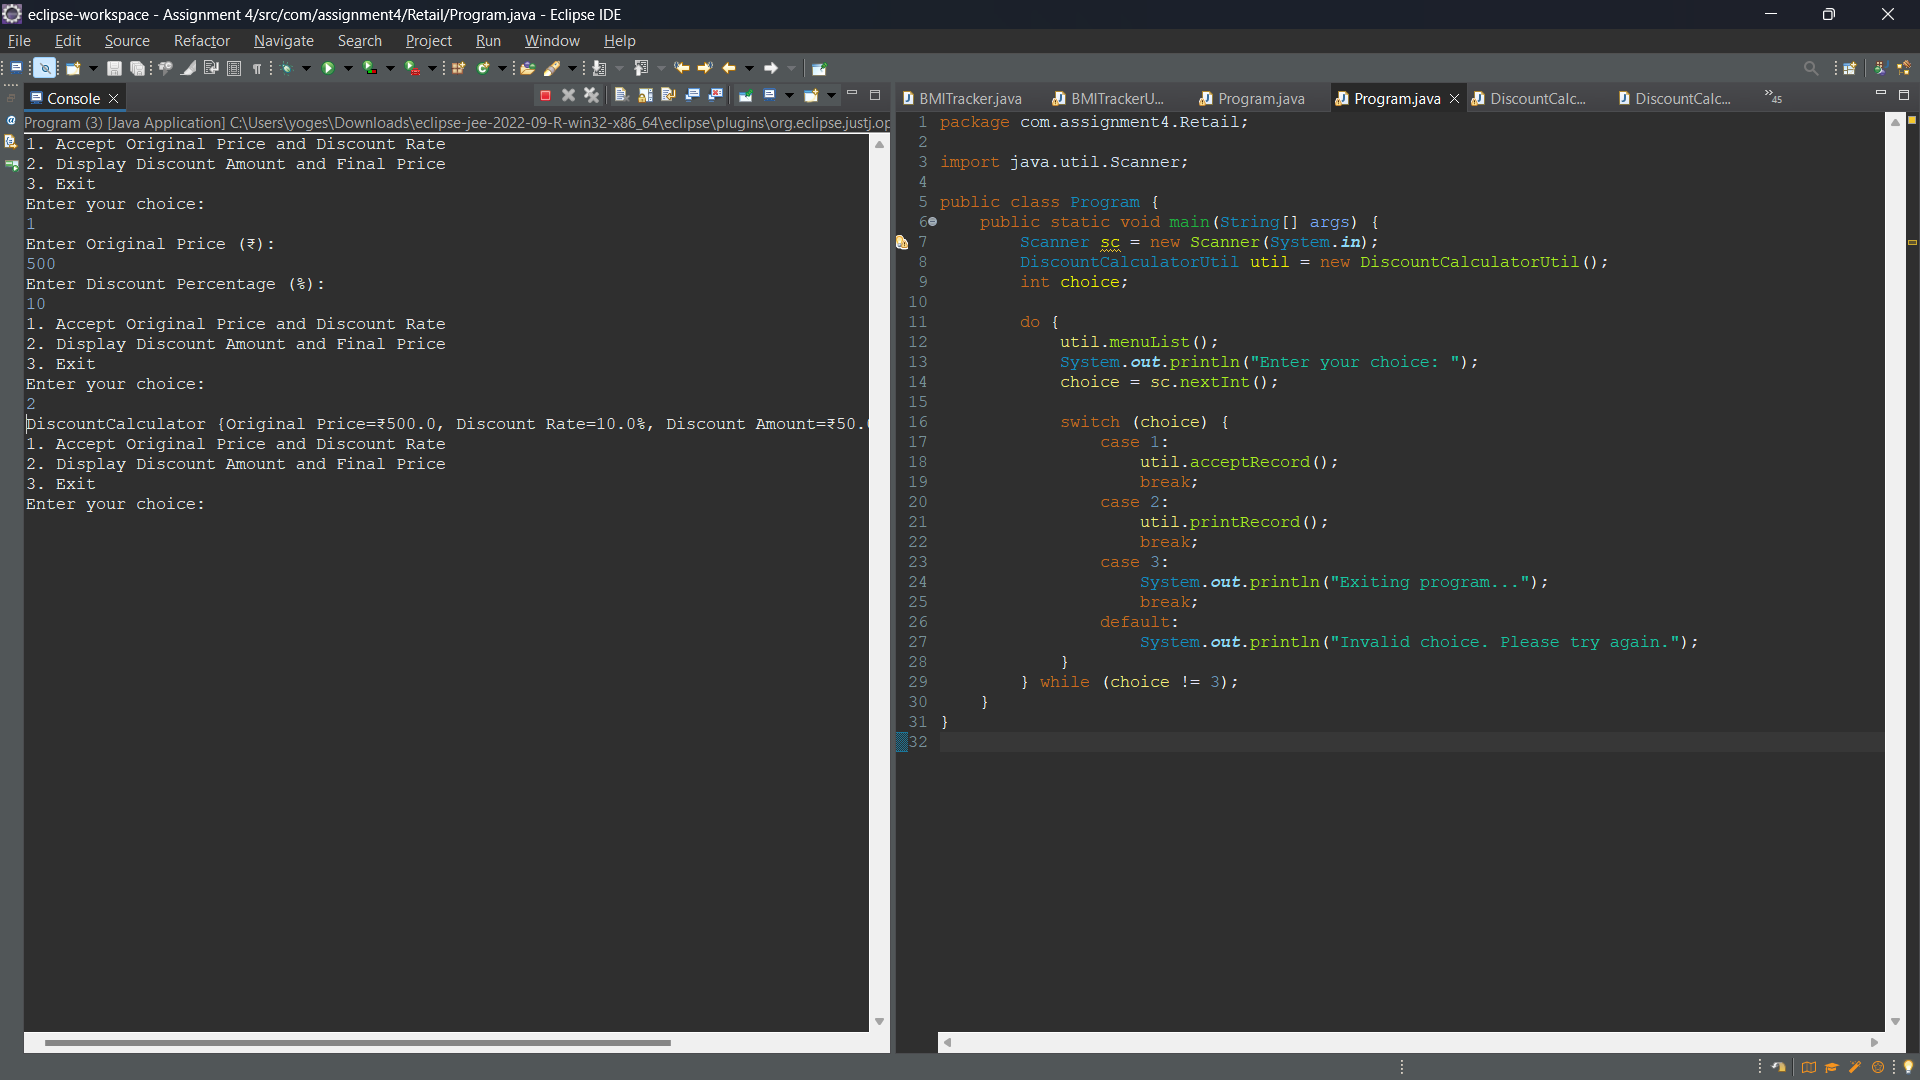 eclipse-workspace - Assignment 4/src/com/assignment4/Retail/Program.java - Eclipse IDE
File Edit Source Refactor Navigate Search Project Run Window Help
Console
Program (3) [Java Application] C:\Users\yoges\Downloads\eclipse-jee-2022-09-R-win32-x86_64\eclipse\plugins\org.eclipse.justj.op
1. Accept Original Price and Discount Rate
2. Display Discount Amount and Final Price
3. Exit
Enter your choice:
1
Enter Original Price (₹):
500
Enter Discount Percentage (%):
10
1. Accept Original Price and Discount Rate
2. Display Discount Amount and Final Price
3. Exit
Enter your choice:
2
DiscountCalculator {Original Price=₹500.0, Discount Rate=10.0%, Discount Amount=₹50.
1. Accept Original Price and Discount Rate
2. Display Discount Amount and Final Price
3. Exit
Enter your choice:
BMITracker.java BMITrackerU... Program.java Program.java DiscountCalc... DiscountCalc... »45
1 package com.assignment4.Retail;
2
3 import java.util.Scanner;
4
5 public class Program {
6 public static void main(String[] args) {
7 Scanner sc = new Scanner(System.in);
8 DiscountCalculatorUtil util = new DiscountCalculatorUtil();
9 int choice;
10
11 do {
12 util.menuList();
13 System.out.println("Enter your choice: ");
14 choice = sc.nextInt();
15
16 switch (choice) {
17 case 1:
18 util.acceptRecord();
19 break;
20 case 2:
21 util.printRecord();
22 break;
23 case 3:
24 System.out.println("Exiting program...");
25 break;
26 default:
27 System.out.println("Invalid choice. Please try again.");
28 }
29 } while (choice != 3);
30 }
31 }
32